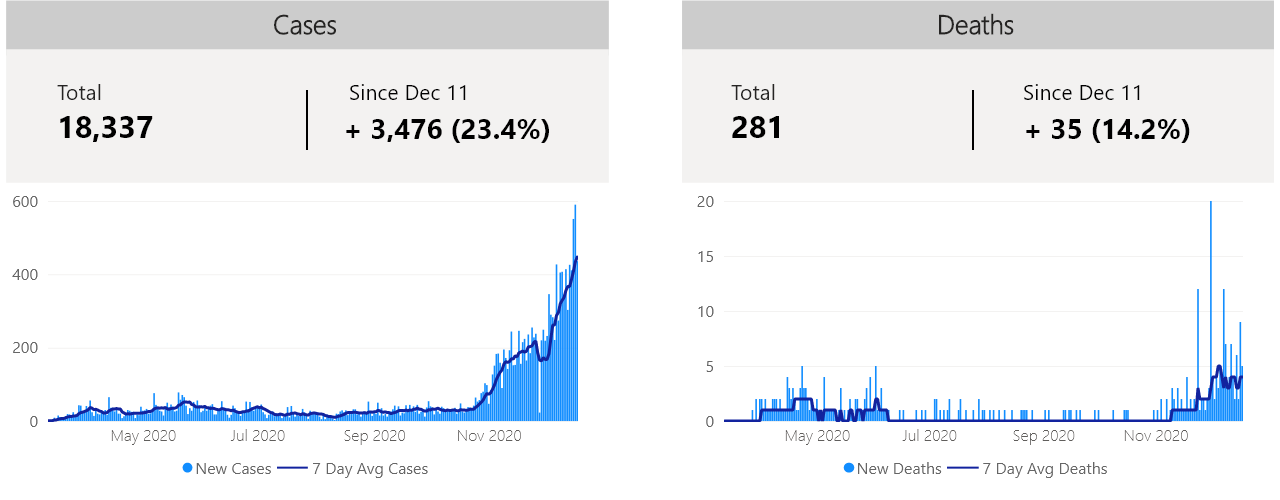 Cases
Total
18,337
Since Dec 11
+ 3,476 (23.4%)
600
400
200
0
May 2020 Jul 2020 Sep 2020 Nov 2020
New Cases 7 Day Avg Cases
Deaths
Total
281
Since Dec 11
+ 35 (14.2%)
20
15
10
5
0
May 2020 Jul 2020 Sep 2020 Nov 2020
New Deaths 7 Day Avg Deaths